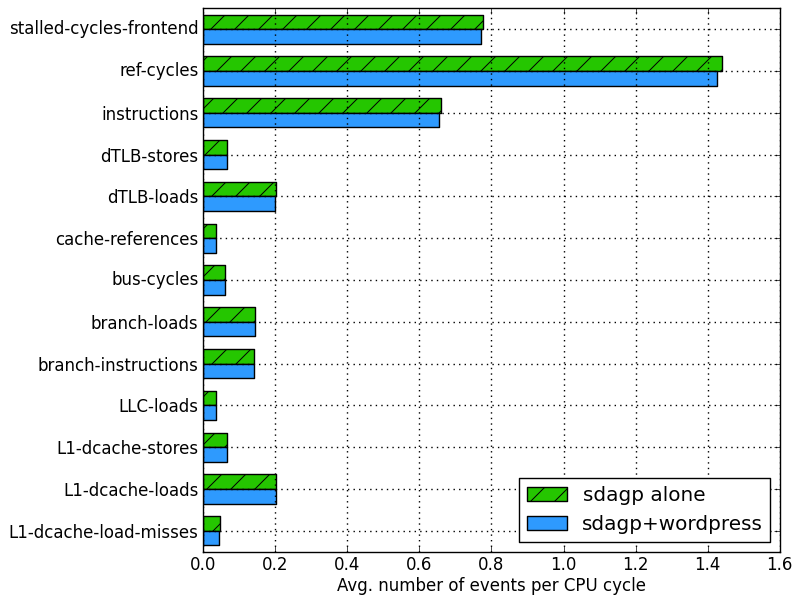 stalled-cycles-frontend
ref-cycles
instructions
dTLB-stores
dTLB-loads
cache-references
bus-cycles
branch-loads
branch-instructions
LLC-loads
L1-dcache-stores
L1-dcache-loads
L1-dcache-load-misses
sdagp alone
sdagp+wordpress
0.0 0.2 0.4 0.6 0.8 1.0 1.2 1.4 1.6
Avg. number of events per CPU cycle